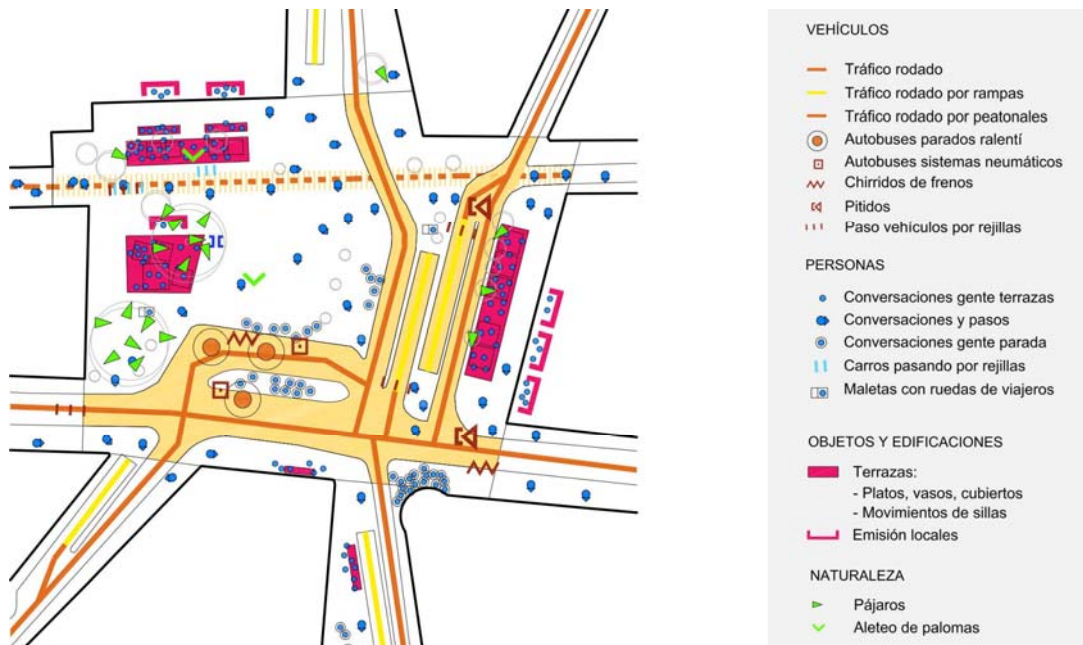 VEHÍCULOS
Tráfico rodado
Tráfico rodado por rampas
Tráfico rodado por peatonales
Autobuses parados ralentí
Autobuses sistemas neumáticos
Chirridos de frenos
Pitidos
Paso vehículos por rejillas
PERSONAS
Conversaciones gente terrazas
Conversaciones y pasos
Conversaciones gente parada
Carros pasando por rejillas
Maletas con ruedas de viajeros
OBJETOS Y EDIFICACIONES
Terrazas:
- Platos, vasos, cubiertos
- Movimientos de sillas
Emisión locales
NATURALEZA
Pájaros
Aleteo de palomas